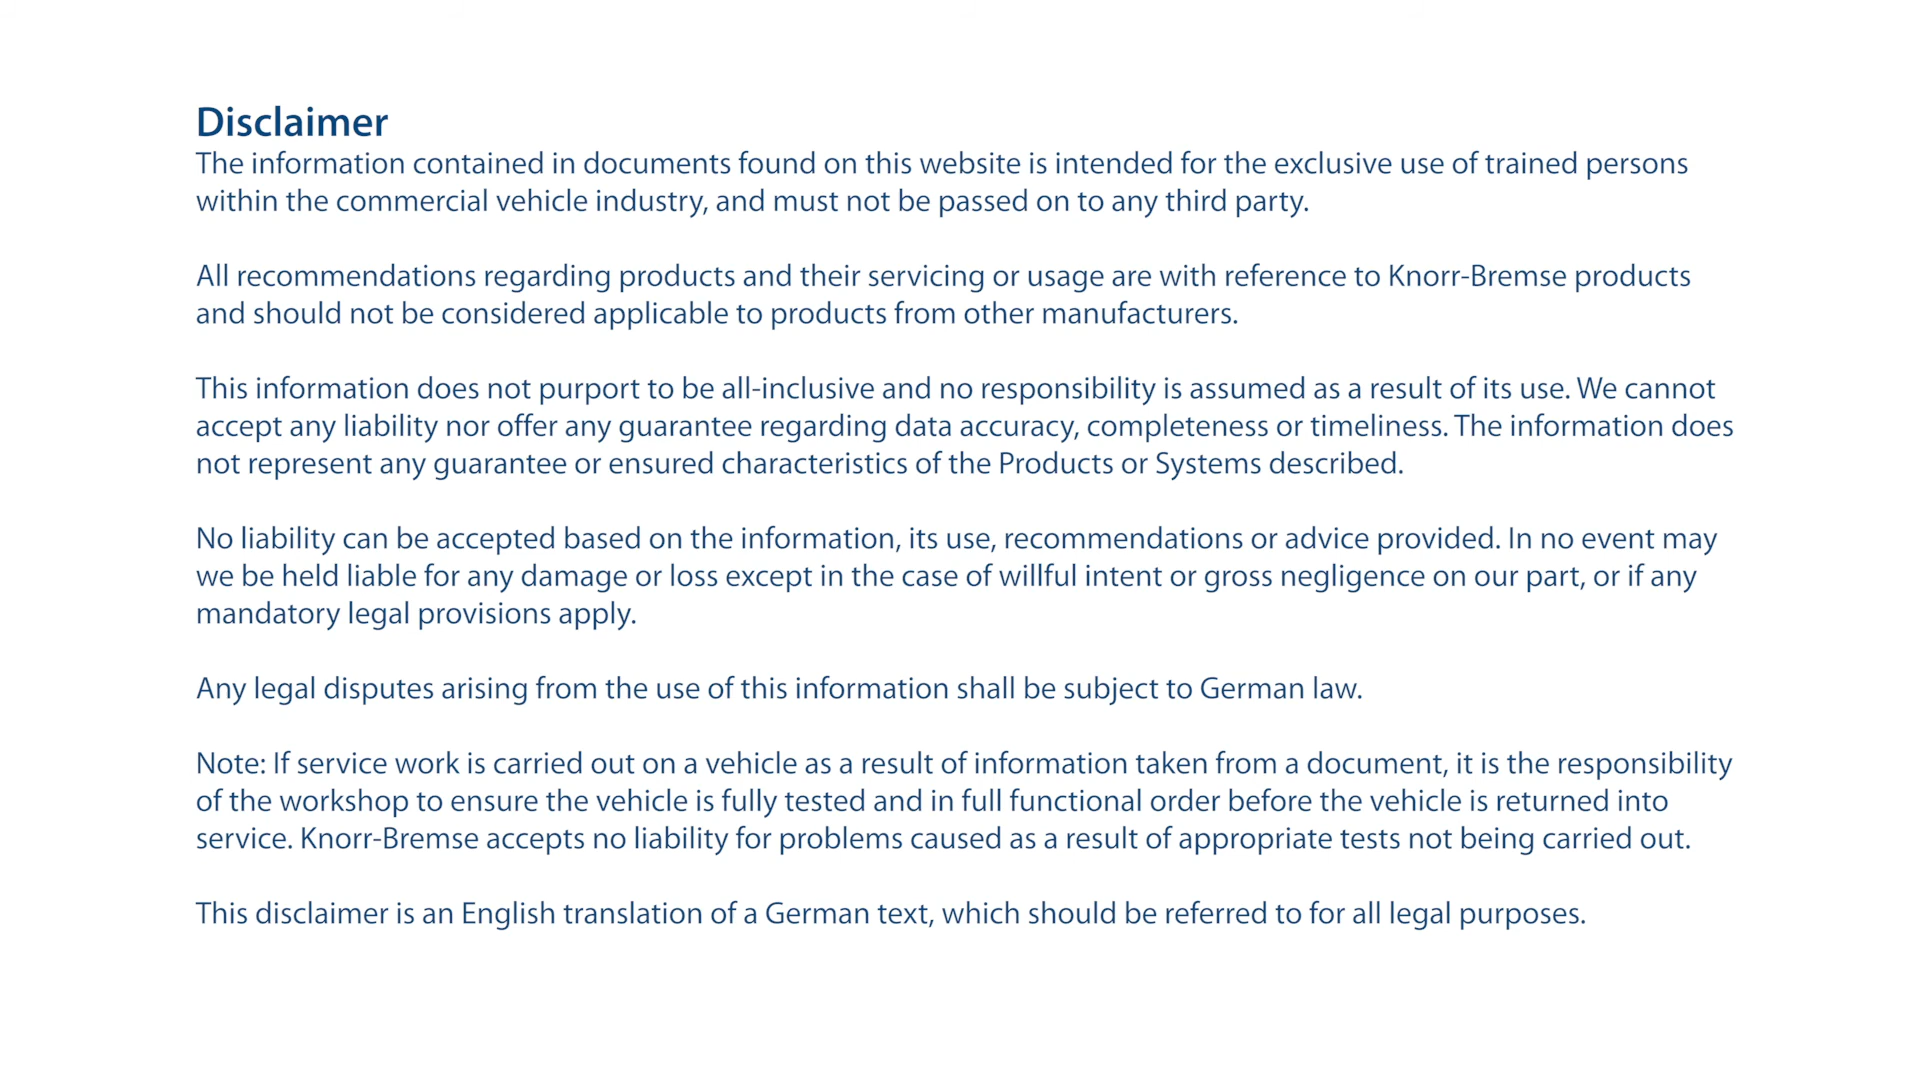 Disclaimer
The information contained in documents found on this website is intended for the exclusive use of trained persons
within the commercial vehicle industry, and must not be passed on to any third party.
All recommendations regarding products and their servicing or usage are with reference to Knorr-Bremse products
and should not be considered applicable to products from other manufacturers.
This information does not purport to be all-inclusive and no responsibility is assumed as a result of its use. We cannot
accept any liability nor offer any guarantee regarding data accuracy, completeness or timeliness. The information does
not represent any guarantee or ensured characteristics of the Products or Systems described.
No liability can be accepted based on the information, its use, recommendations or advice provided. In no event may
we be held liable for any damage or loss except in the case of willful intent or gross negligence on our part, or if any
mandatory legal provisions apply.
Any legal disputes arising from the use of this information shall be subject to German law.
Note: If service work is carried out on a vehicle as a result of information taken from a document, it is the responsibility
of the workshop to ensure the vehicle is fully tested and in full functional order before the vehicle is returned into
service. Knorr-Bremse accepts no liability for problems caused as a result of appropriate tests not being carried out.
This disclaimer is an English translation of a German text, which should be referred to for all legal purposes.